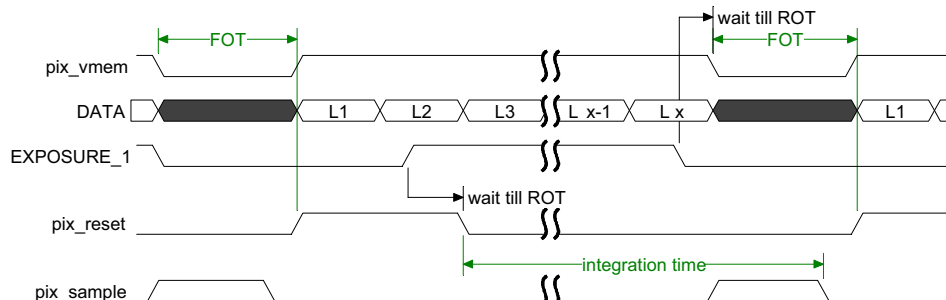 wait till ROT
FOT
FOT
pix_vmem
DATA
L1
L2
L3
L x-1
L x
L1
EXPOSURE_1
wait till ROT
pix_reset
integration time
pix_sample